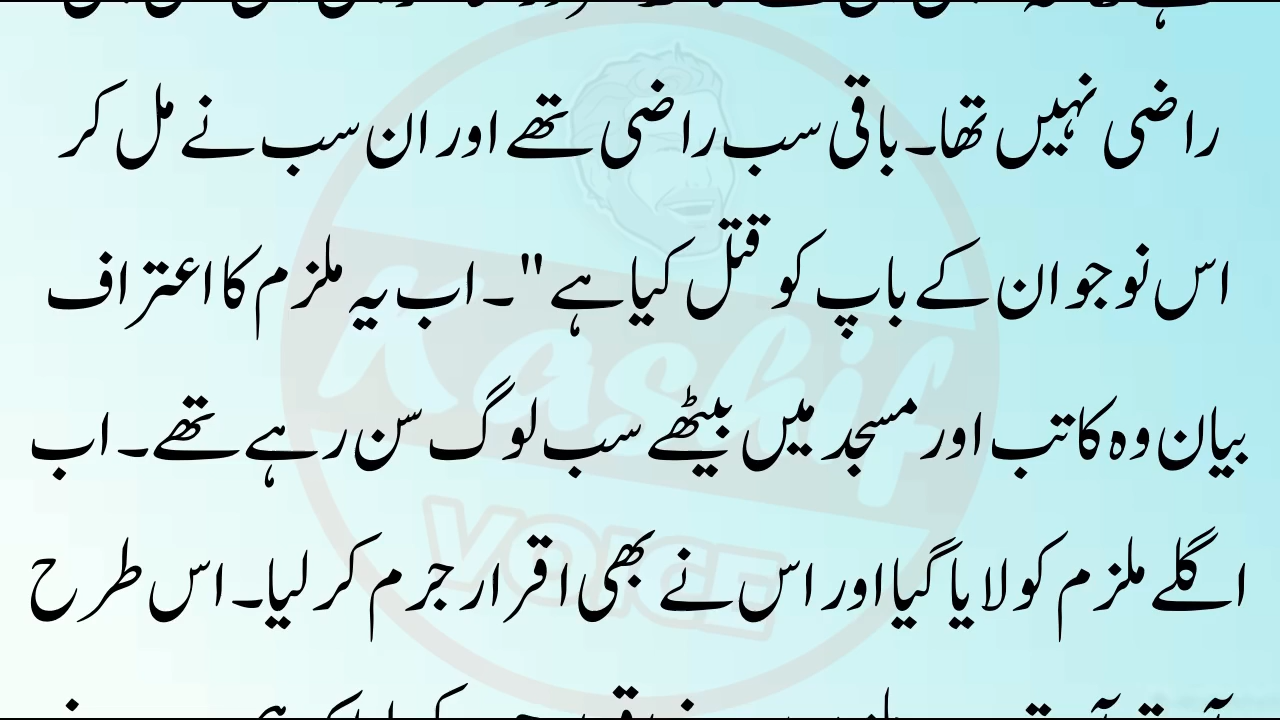 راضی نہیں تھا۔ باقی سب راضی تھے اور ان سب نے مل کر
اس نوجوان کے باپ کو قتل کیا ہے"۔ اب یہ ملزم کا اعتراف
بیان وہ کاتب اور مسجد میں بیٹھے سب لوگ سن رہے تھے۔ اب
اگلے ملزم کو لایا گیا اور اس نے بھی اقرار جرم کر لیا۔ اس طرح
Kashif
VOICE